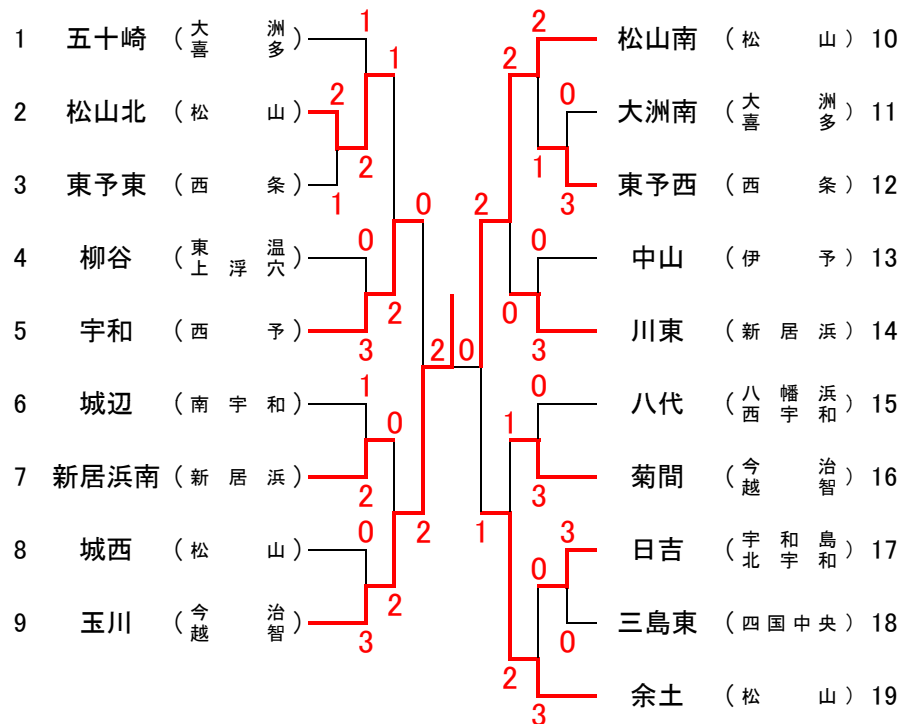 1 五十崎 (大洲喜多)
2 松山北 (松山)
3 東予東 (西条)
4 柳谷 (東温上浮穴)
5 宇和 (西予)
6 城辺 (南宇和)
7 新居浜南 (新居浜)
8 城西 (松山)
9 玉川 (今治越智)
1
1
2
2
1
0
0
3
2
1
0
2
2
0
2
3
2
0
2
2
2
0
1
3
2
0
0
3
0
1
3
1
3
0
0
2
3
松山南 (松山) 10
大洲南 (大洲喜多) 11
東予西 (西条) 12
中山 (伊予) 13
川東 (新居浜) 14
八代 (八幡浜西宇和) 15
菊間 (今治越智) 16
日吉 (宇和島北宇和) 17
三島東 (四国中央) 18
余土 (松山) 19